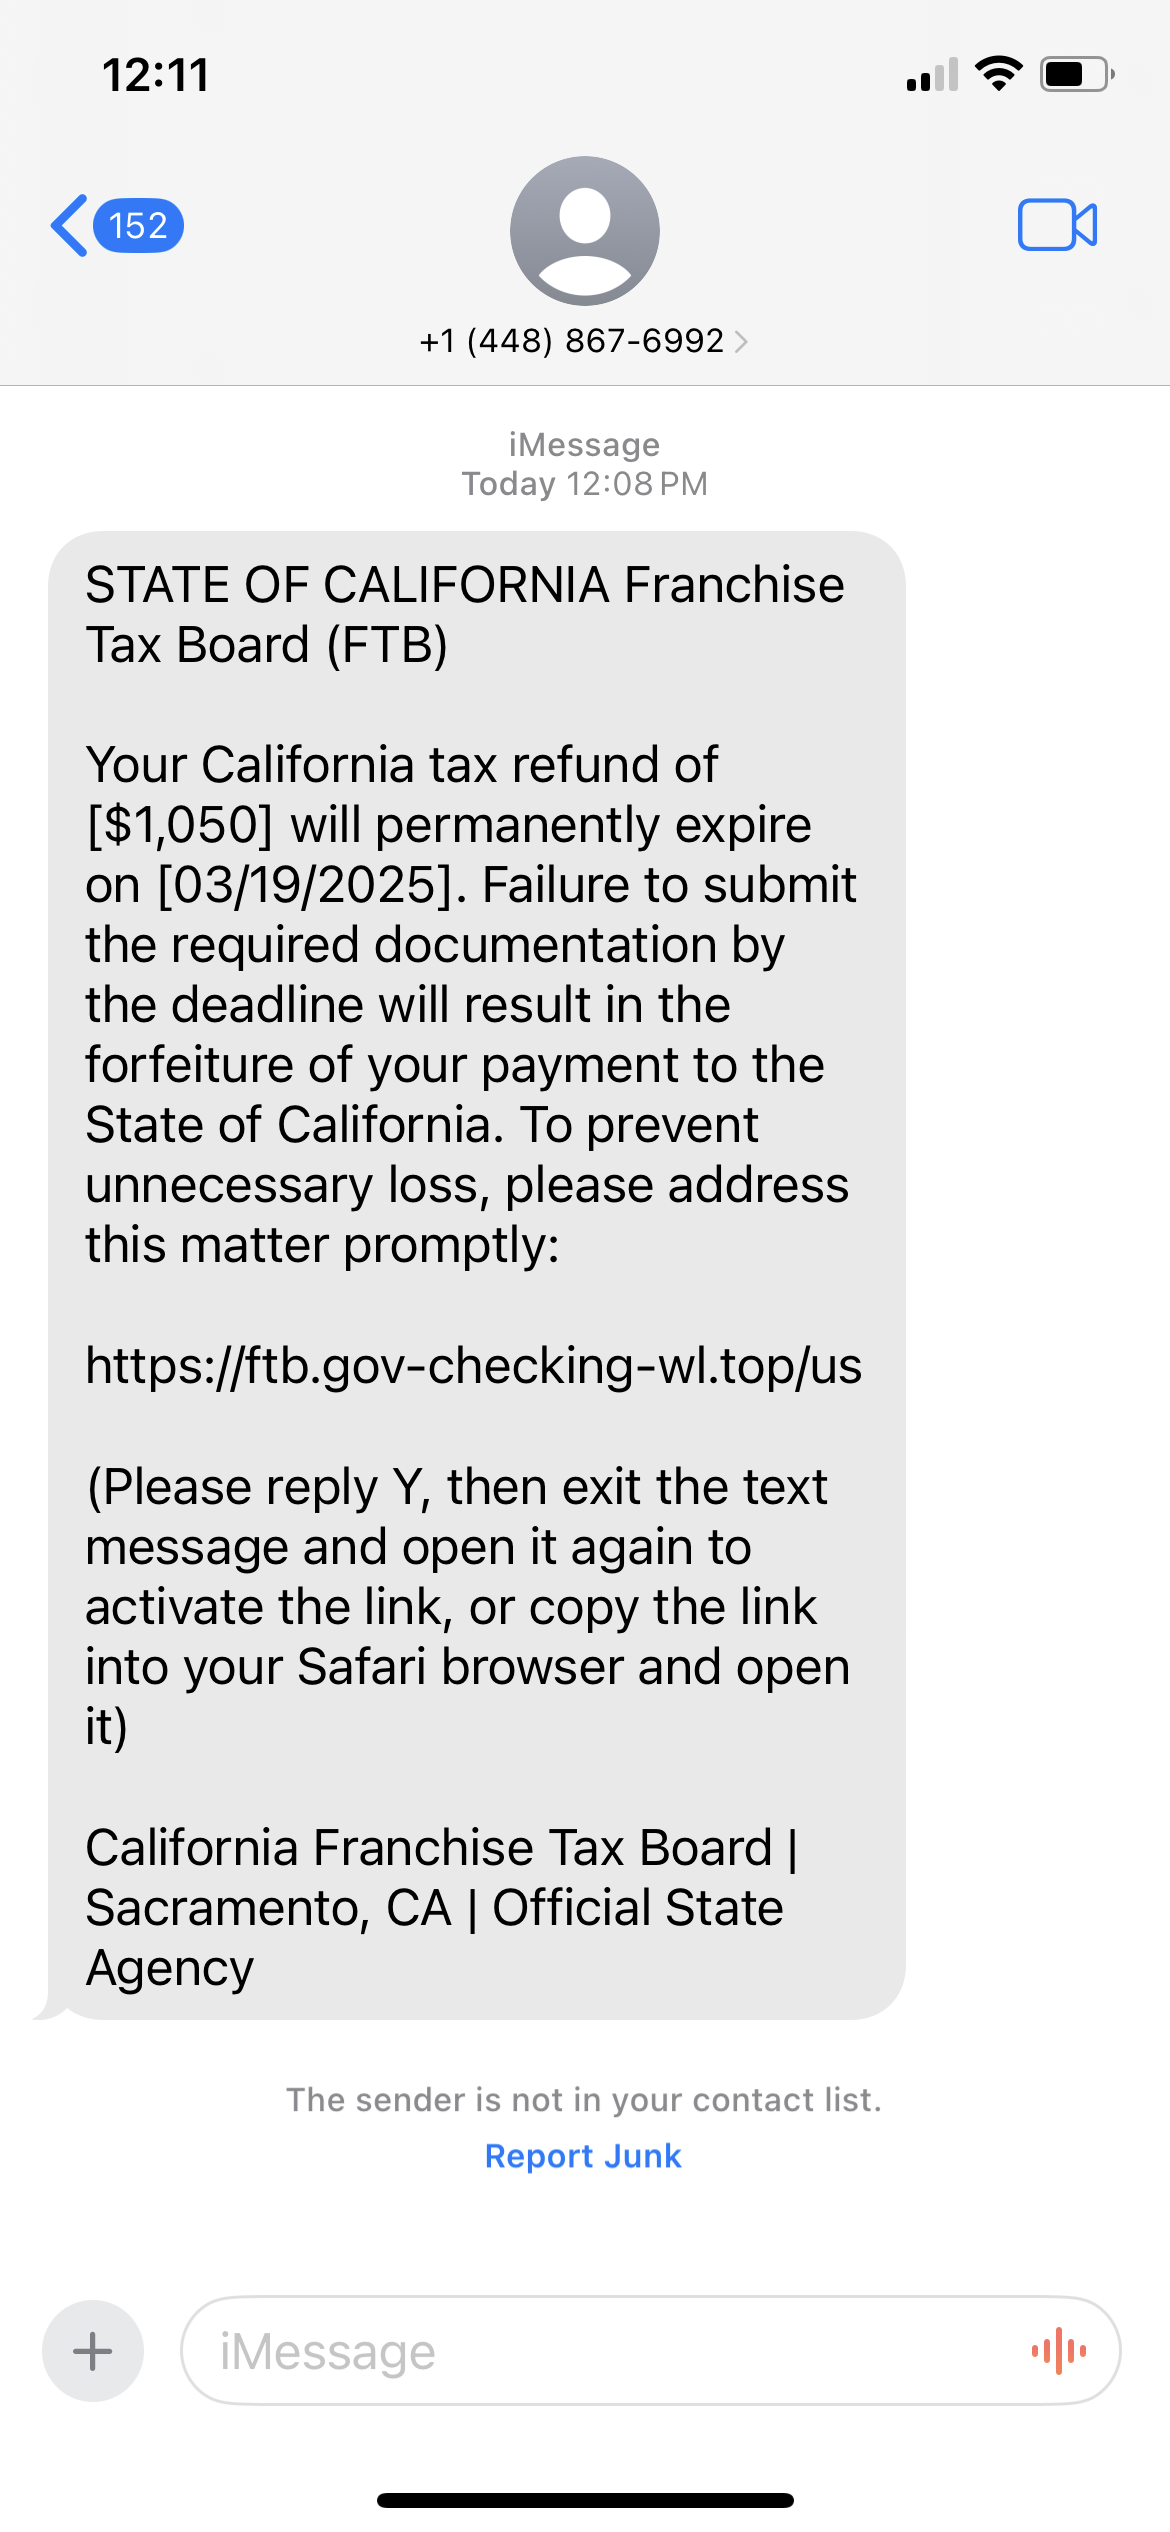 12:11
152
+1 (448) 867-6992
iMessage
Today 12:08 PM
STATE OF CALIFORNIA Franchise
Tax Board (FTB)
Your California tax refund of
[$1,050] will permanently expire
on [03/19/2025]. Failure to submit
the required documentation by
the deadline will result in the
forfeiture of your payment to the
State of California. To prevent
unnecessary loss, please address
this matter promptly:
https://ftb.gov-checking-wl.top/us
(Please reply Y, then exit the text
message and open it again to
activate the link, or copy the link
into your Safari browser and open
it)
California Franchise Tax Board |
Sacramento, CA | Official State
Agency
The sender is not in your contact list.
Report Junk
iMessage